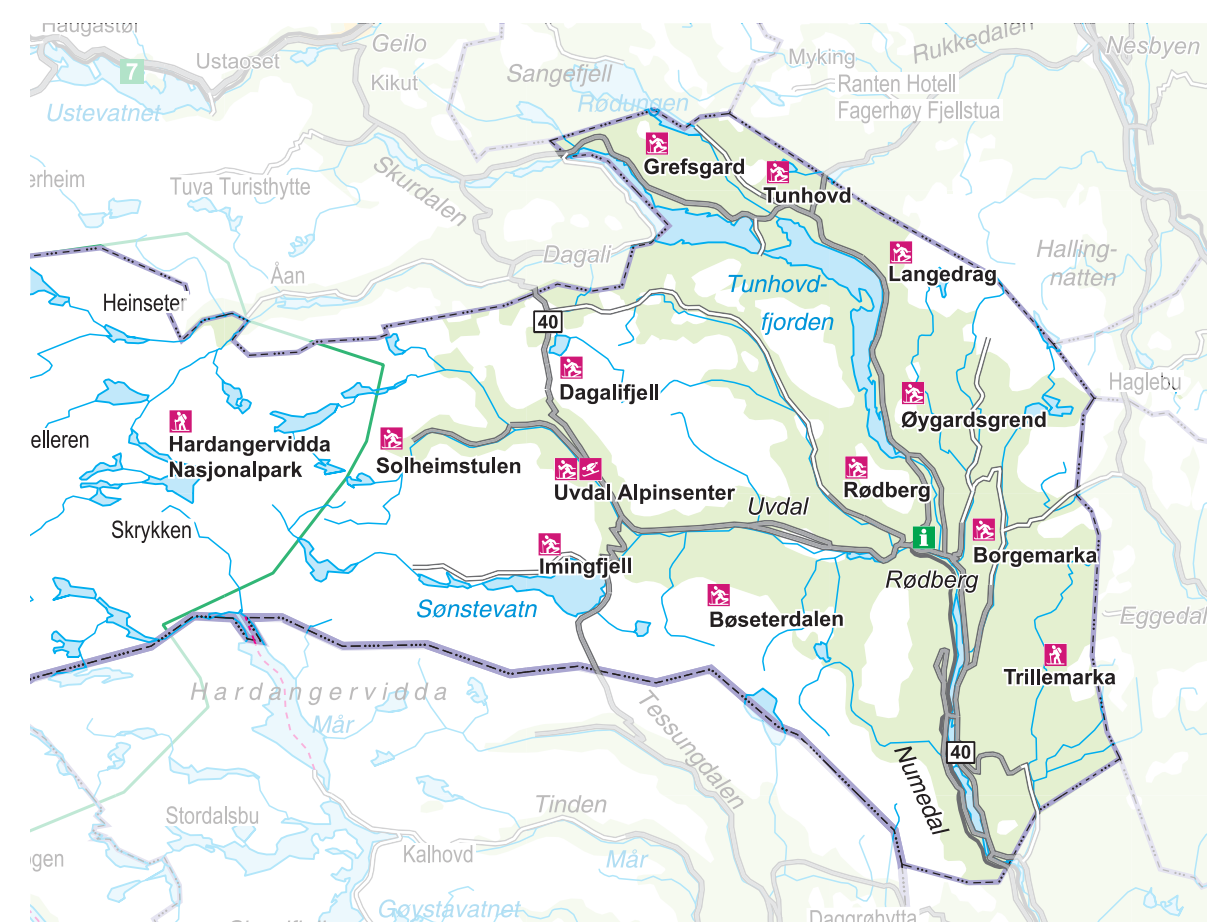 Haugastøl
Geilo
Rukkedalen
Nesbyen
Ustaoset
Myking
7
Kikut
Sangefjell
Ranten Hotell
Fagerhøy Fjellstua
Ustevatnet
Rødungen
Grefsgard
Tunhovd
erheim
Tuva Turisthytte
Skurdalen
Dagali
Halling-
natten
Åan
Langedrag
Heinseter
Tunhovd-
fjorden
40
Haglebu
Dagalifjell
Øygardsgrend
elleren
Hardangervidda
Nasjonalpark
Solheimstulen
Uvdal Alpinsenter
Rødberg
Uvdal
Skrykken
i
Imingfjell
Borgemarka
Rødberg
Sønstevatn
Bøseterdalen
Eggedal
Trillemarka
Hardangervidda
Mår
Tessungdalen
40
Numedal
Stordalsbu
Tinden
ogen
Kalhovd
Mår
Gøystavatnet
Daggrøhytta